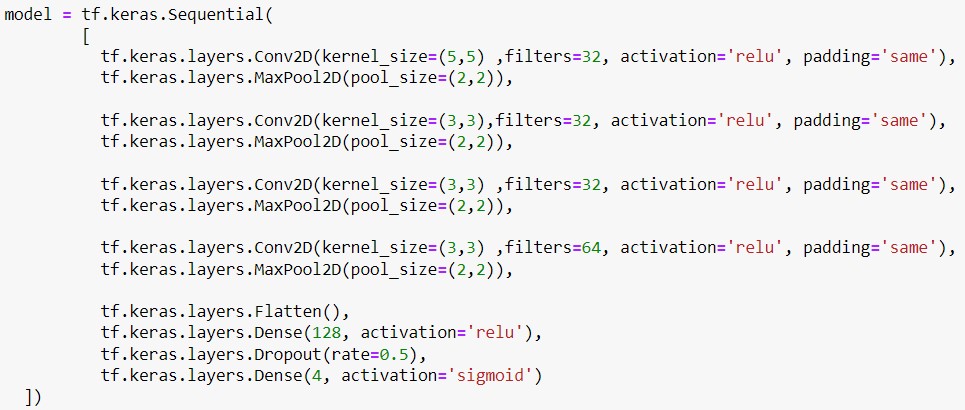 model = tf.keras.Sequential(
[
tf.keras.layers.Conv2D(kernel_size=(5,5) ,filters=32, activation='relu', padding='same'),
tf.keras.layers.MaxPool2D(pool_size=(2,2)),
tf.keras.layers.Conv2D(kernel_size=(3,3),filters=32, activation='relu', padding='same'),
tf.keras.layers.MaxPool2D(pool_size=(2,2)),
tf.keras.layers.Conv2D(kernel_size=(3,3) ,filters=32, activation='relu', padding='same'),
tf.keras.layers.MaxPool2D(pool_size=(2,2)),
tf.keras.layers.Conv2D(kernel_size=(3,3) ,filters=64, activation='relu', padding='same'),
tf.keras.layers.MaxPool2D(pool_size=(2,2)),
tf.keras.layers.Flatten(),
tf.keras.layers.Dense(128, activation='relu'),
tf.keras.layers.Dropout(rate=0.5),
tf.keras.layers.Dense(4, activation='sigmoid')
])